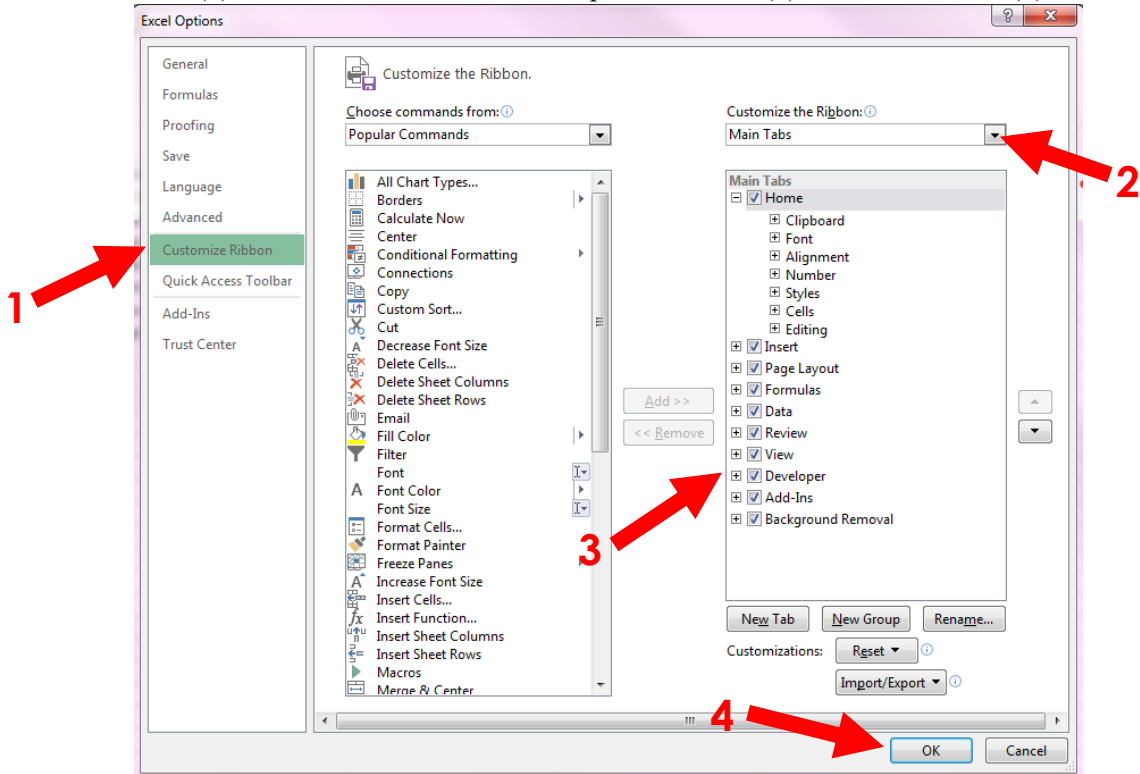 Excel Options
General
Formulas
Proofing
Save
Language
Advanced
Customize Ribbon
Quick Access Toolbar
Add-Ins
Trust Center
1
Customize the Ribbon.
Choose commands from:
Popular Commands
All Chart Types...
Borders
Calculate Now
Center
Conditional Formatting
Connections
Copy
Custom Sort...
Cut
Decrease Font Size
Delete Cells...
Delete Sheet Columns
Delete Sheet Rows
Email
Fill Color
Filter
Font
Font Color
Font Size
Format Cells...
Format Painter
Freeze Panes
Increase Font Size
Insert Cells...
Insert Function...
Insert Sheet Columns
Insert Sheet Rows
Macros
Merge & Center
Add >>
<< Remove
Customize the Ribbon:
Main Tabs
2
Main Tabs
Home
Clipboard
Font
Alignment
Number
Styles
Cells
Editing
Insert
Page Layout
Formulas
Data
Review
View
Developer
Add-Ins
Background Removal
3
New Tab New Group Rename...
Customizations: Reset
Import/Export
4
OK Cancel